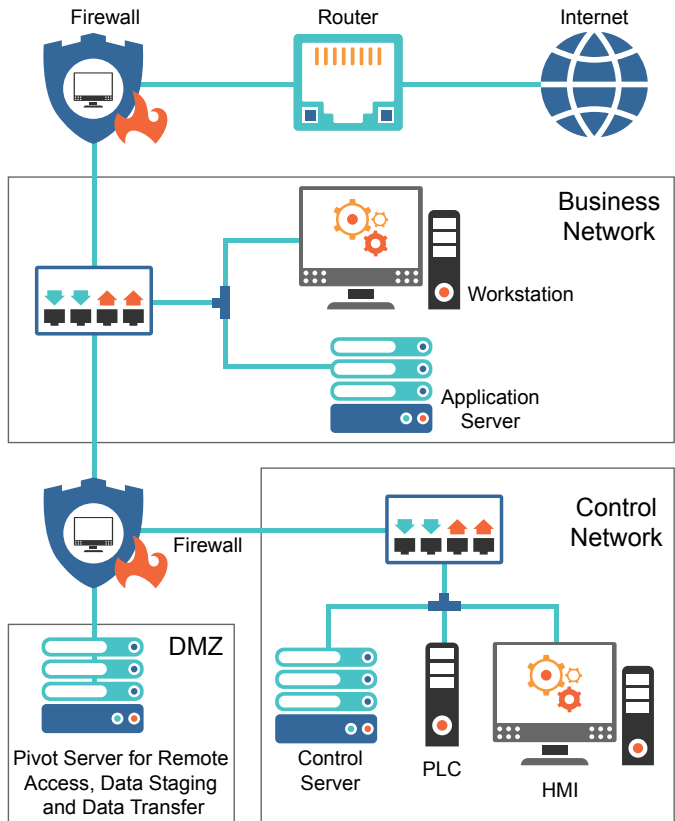 Firewall
Router
Internet
Business
Network
Workstation
Application
Server
Firewall
Control
Network
DMZ
Pivot Server for Remote
Access, Data Staging
and Data Transfer
Control
Server
PLC
HMI